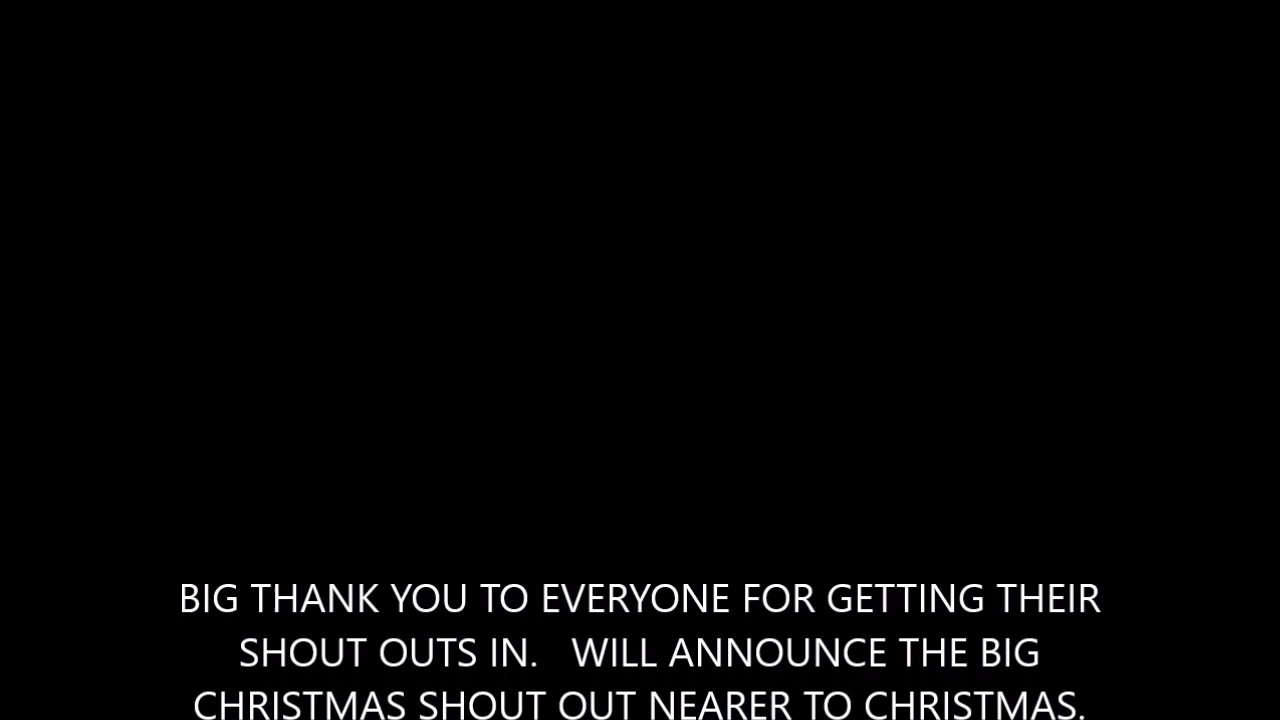 BIG THANK YOU TO EVERYONE FOR GETTING THEIR
SHOUT OUTS IN.   WILL ANNOUNCE THE BIG
CHRISTMAS SHOUT OUT NEARER TO CHRISTMAS.